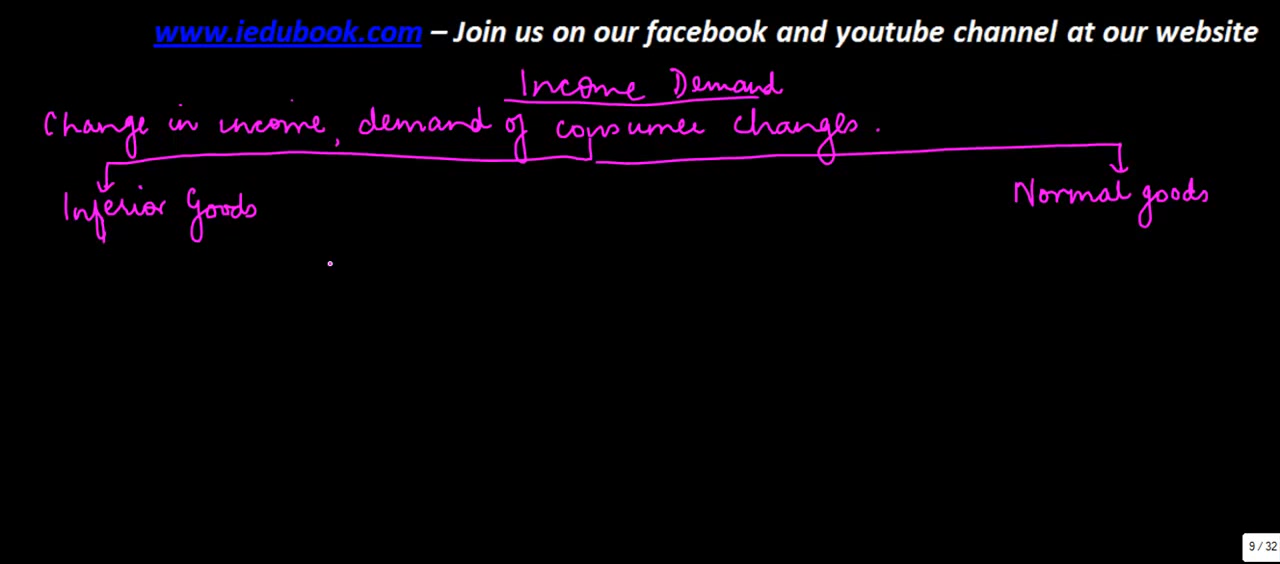 www.iedubook.com – Join us on our facebook and youtube channel at our website
Income Demand
Change in income, demand of consumer changes.
Inferior Goods
Normal goods
9 / 32